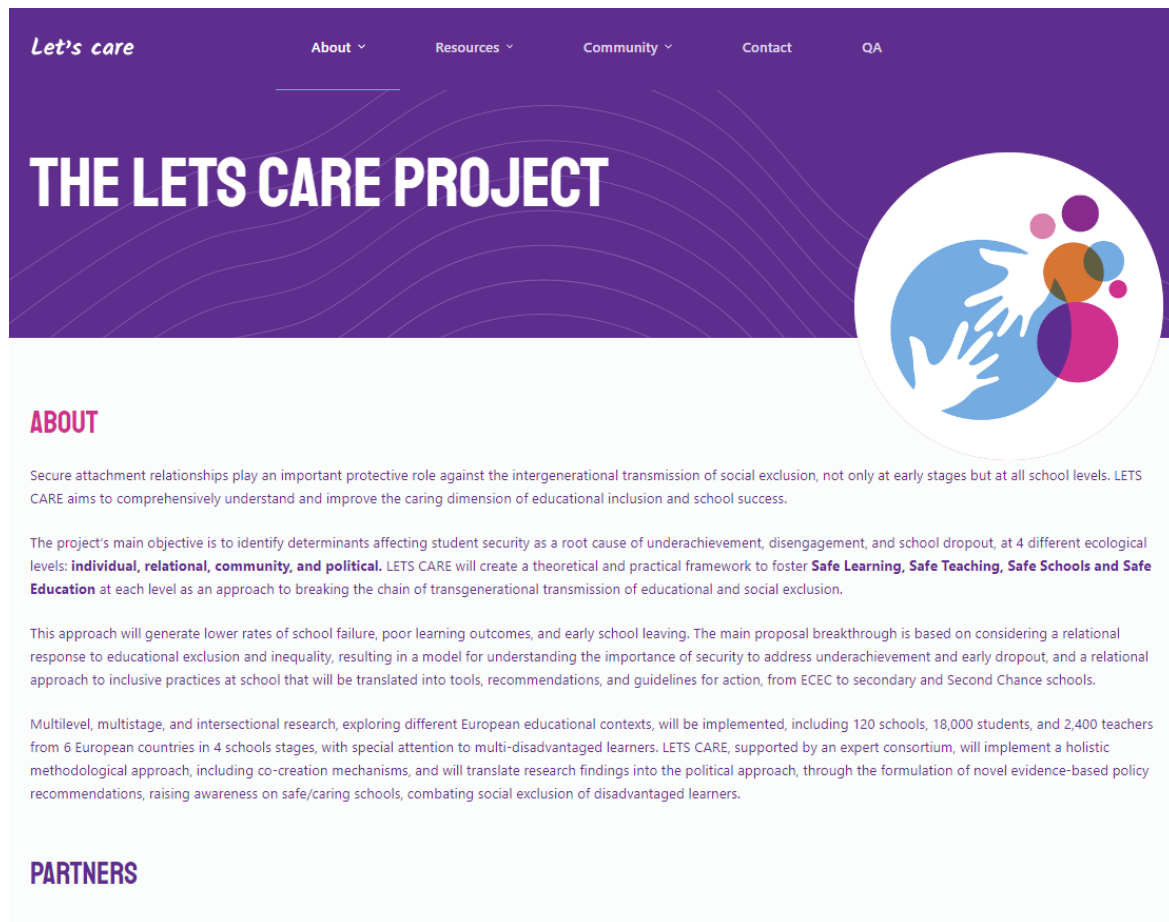 Let's care
About
Resources
Community
Contact
QA
THE LETS CARE PROJECT
ABOUT
Secure attachment relationships play an important protective role against the intergenerational transmission of social exclusion, not only at early stages but at all school levels. LETS
CARE aims to comprehensively understand and improve the caring dimension of educational inclusion and school success.
The project's main objective is to identify determinants affecting student security as a root cause of underachievement, disengagement, and school dropout, at 4 different ecological
levels: individual, relational, community, and political. LETS CARE will create a theoretical and practical framework to foster Safe Learning, Safe Teaching, Safe Schools and Safe
Education at each level as an approach to breaking the chain of transgenerational transmission of educational and social exclusion.
This approach will generate lower rates of school failure, poor learning outcomes, and early school leaving. The main proposal breakthrough is based on considering a relational
response to educational exclusion and inequality, resulting in a model for understanding the importance of security to address underachievement and early dropout, and a relational
approach to inclusive practices at school that will be translated into tools, recommendations, and guidelines for action, from ECEC to secondary and Second Chance schools.
Multilevel, multistage, and intersectional research, exploring different European educational contexts, will be implemented, including 120 schools, 18,000 students, and 2,400 teachers
from 6 European countries in 4 schools stages, with special attention to multi-disadvantaged learners. LETS CARE, supported by an expert consortium, will implement a holistic
methodological approach, including co-creation mechanisms, and will translate research findings into the political approach, through the formulation of novel evidence-based policy
recommendations, raising awareness on safe/caring schools, combating social exclusion of disadvantaged learners.
PARTNERS